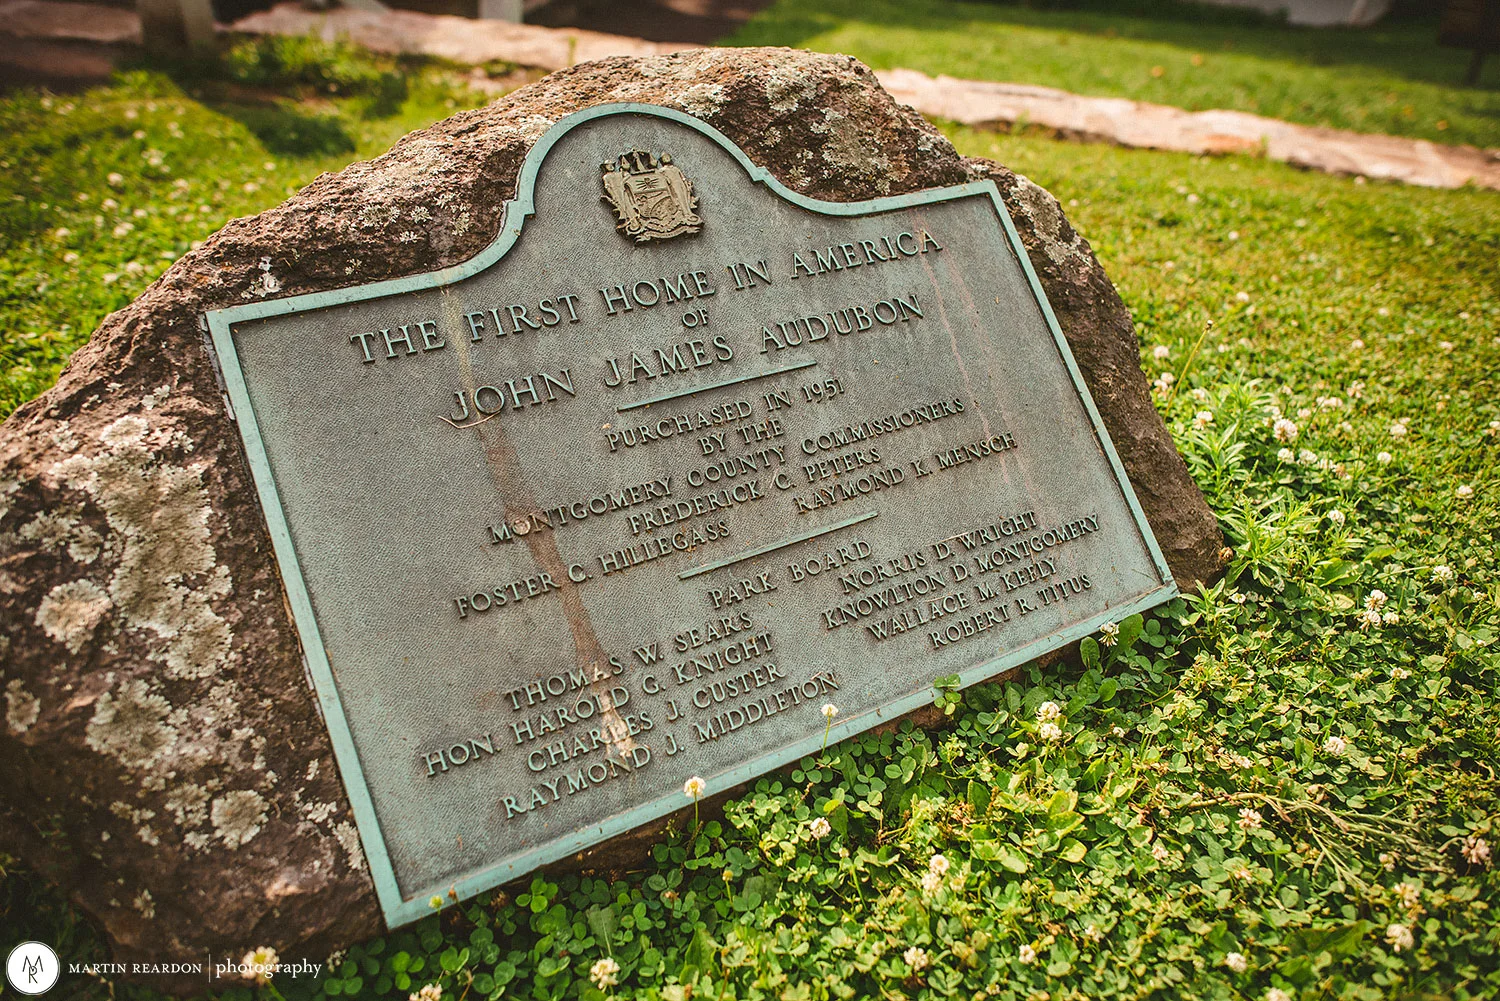 THE FIRST HOME IN AMERICA
OF
JOHN JAMES AUDUBON
PURCHASED IN 1951
BY THE
MONTGOMERY COUNTY COMMISSIONERS
FREDERICK C. PETERS
FOSTER C. HILLEGASS RAYMOND K. MENSCH
PARK BOARD
THOMAS W. SEARS NORRIS D. WRIGHT
HON. HAROLD G. KNIGHT KNOWLTON D. MONTGOMERY
CHARLES J. CUSTER WALLACE M. KEELY
RAYMOND J. MIDDLETON ROBERT R. TITUS
MR MARTIN REARDON photography